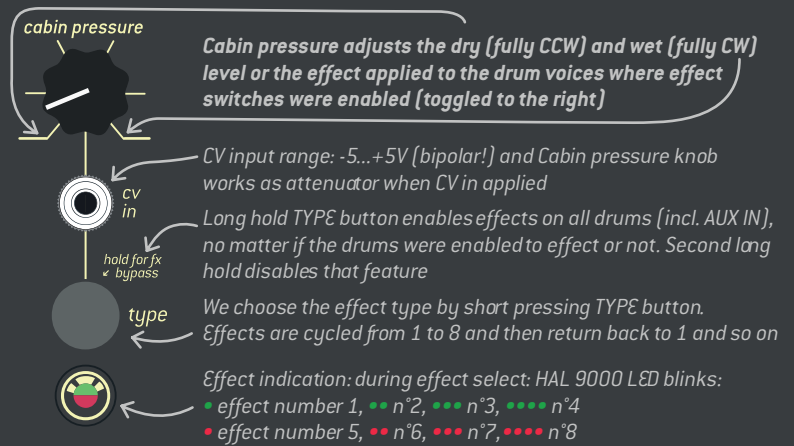 cabin pressure
Cabin pressure adjusts the dry (fully CCW) and wet (fully CW)
level or the effect applied to the drum voices where effect
switches were enabled (toggled to the right)
CV input range: -5...+5V (bipolar!) and Cabin pressure knob
works as attenuator when CV in applied
cv
in
Long hold TYPE button enables effects on all drums (incl. AUX IN),
no matter if the drums were enabled to effect or not. Second long
hold disables that feature
hold for fx
↙ bypass
We choose the effect type by short pressing TYPE button.
type
Effects are cycled from 1 to 8 and then return back to 1 and so on
Effect indication: during effect select: HAL 9000 LED blinks:
• effect number 1, •• n°2, ••• n°3, •••• n°4
• effect number 5, •• n°6, ••• n°7, •••• n°8